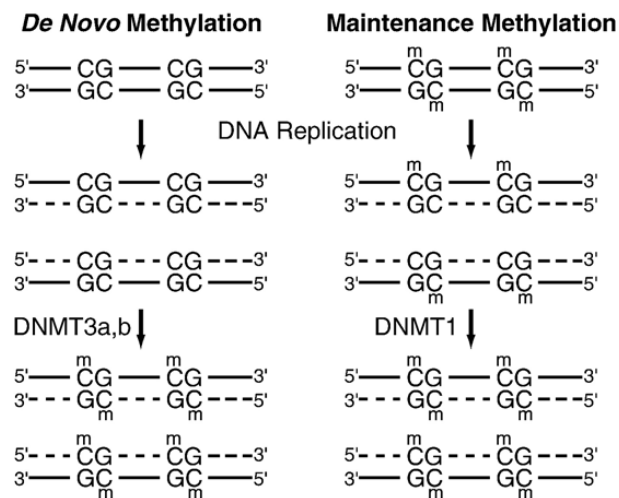 De Novo Methylation Maintenance Methylation
m m
5' CG CG 3' 5' CG CG 3'
3' GC GC 5' 3' GC GC 5'
m m
DNA Replication
m m
5' CG CG 3' 5' CG CG 3'
3' GC GC 5' 3' GC GC 5'
5' CG CG 3' 5' CG CG 3'
3' GC GC 5' 3' GC GC 5'
m m
DNMT3a,b DNMT1
m m m m
5' CG CG 3' 5' CG CG 3'
3' GC GC 5' 3' GC GC 5'
m m m m
m m m m
5' CG CG 3' 5' CG CG 3'
3' GC GC 5' 3' GC GC 5'
m m m m